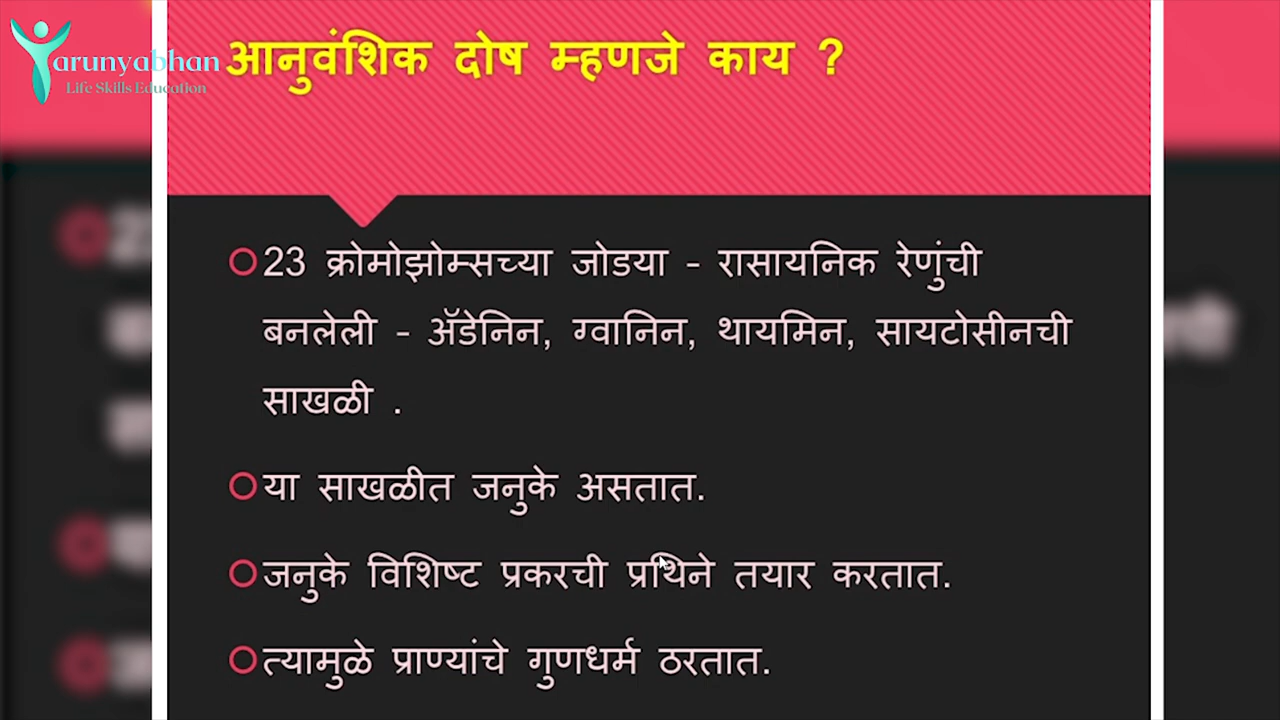 arunyabhan
Life Skills Education
आनुवंशिक दोष म्हणजे काय ?
23 क्रोमोझोम्सच्या जोडया - रासायनिक रेणुंची
बनलेली - ॲडेनिन, ग्वानिन, थायमिन, सायटोसीनची
साखळी .
या साखळीत जनुके असतात.
जनुके विशिष्ट प्रकरची प्रथिने तयार करतात.
त्यामुळे प्राण्यांचे गुणधर्म ठरतात.